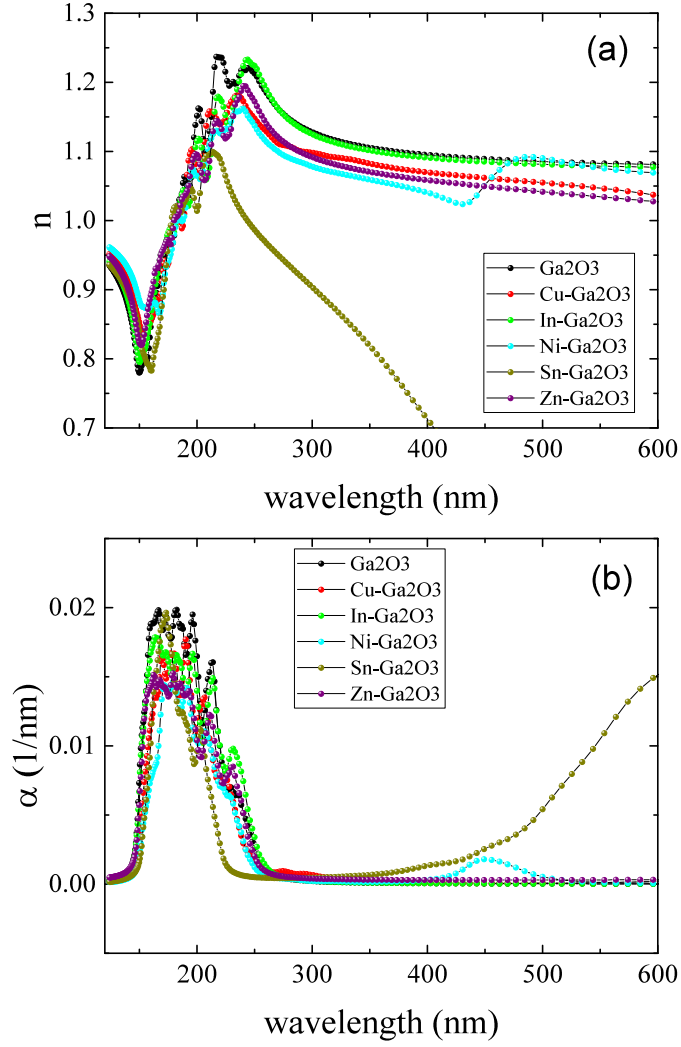 (a)
1.3
1.2
1.1
1.0
0.9
0.8
0.7
n
Ga2O3
Cu-Ga2O3
In-Ga2O3
Ni-Ga2O3
Sn-Ga2O3
Zn-Ga2O3
200 300 400 500 600
wavelength (nm)
(b)
0.02
0.01
0.00
α (1/nm)
Ga2O3
Cu-Ga2O3
In-Ga2O3
Ni-Ga2O3
Sn-Ga2O3
Zn-Ga2O3
200 300 400 500 600
wavelength (nm)